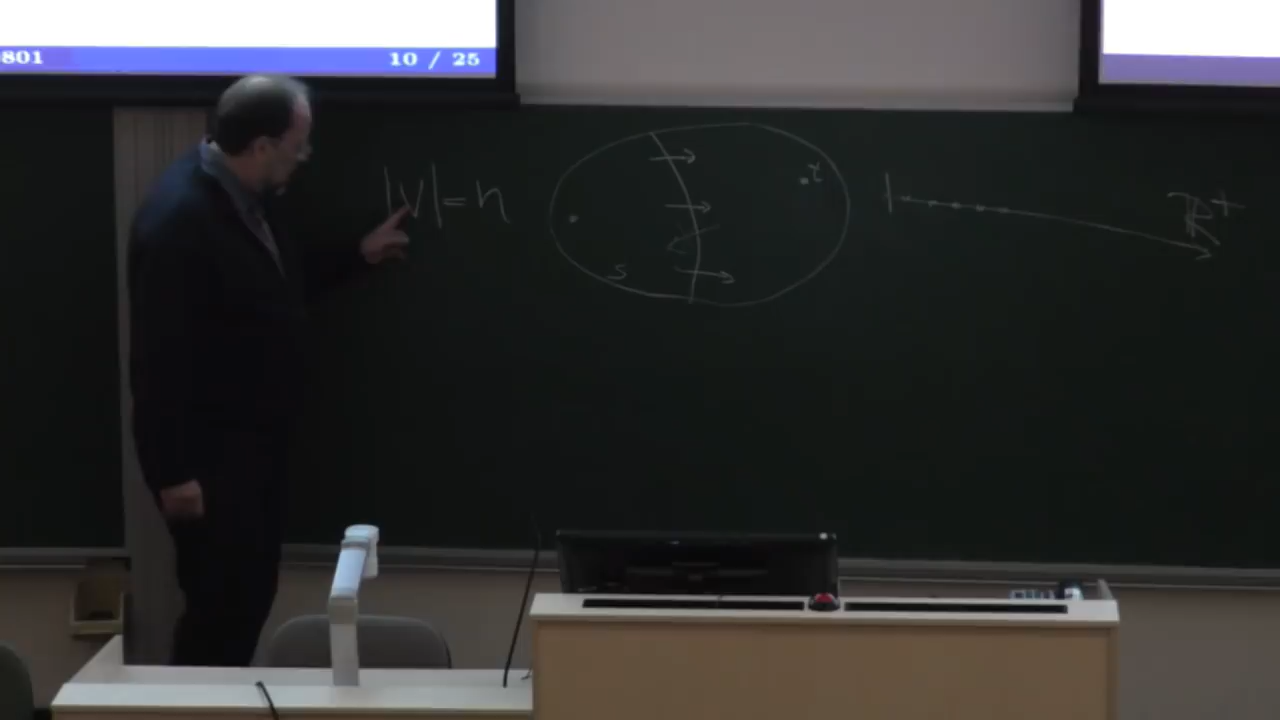 801
10 / 25
|V| = n
s
t
ℝ⁺